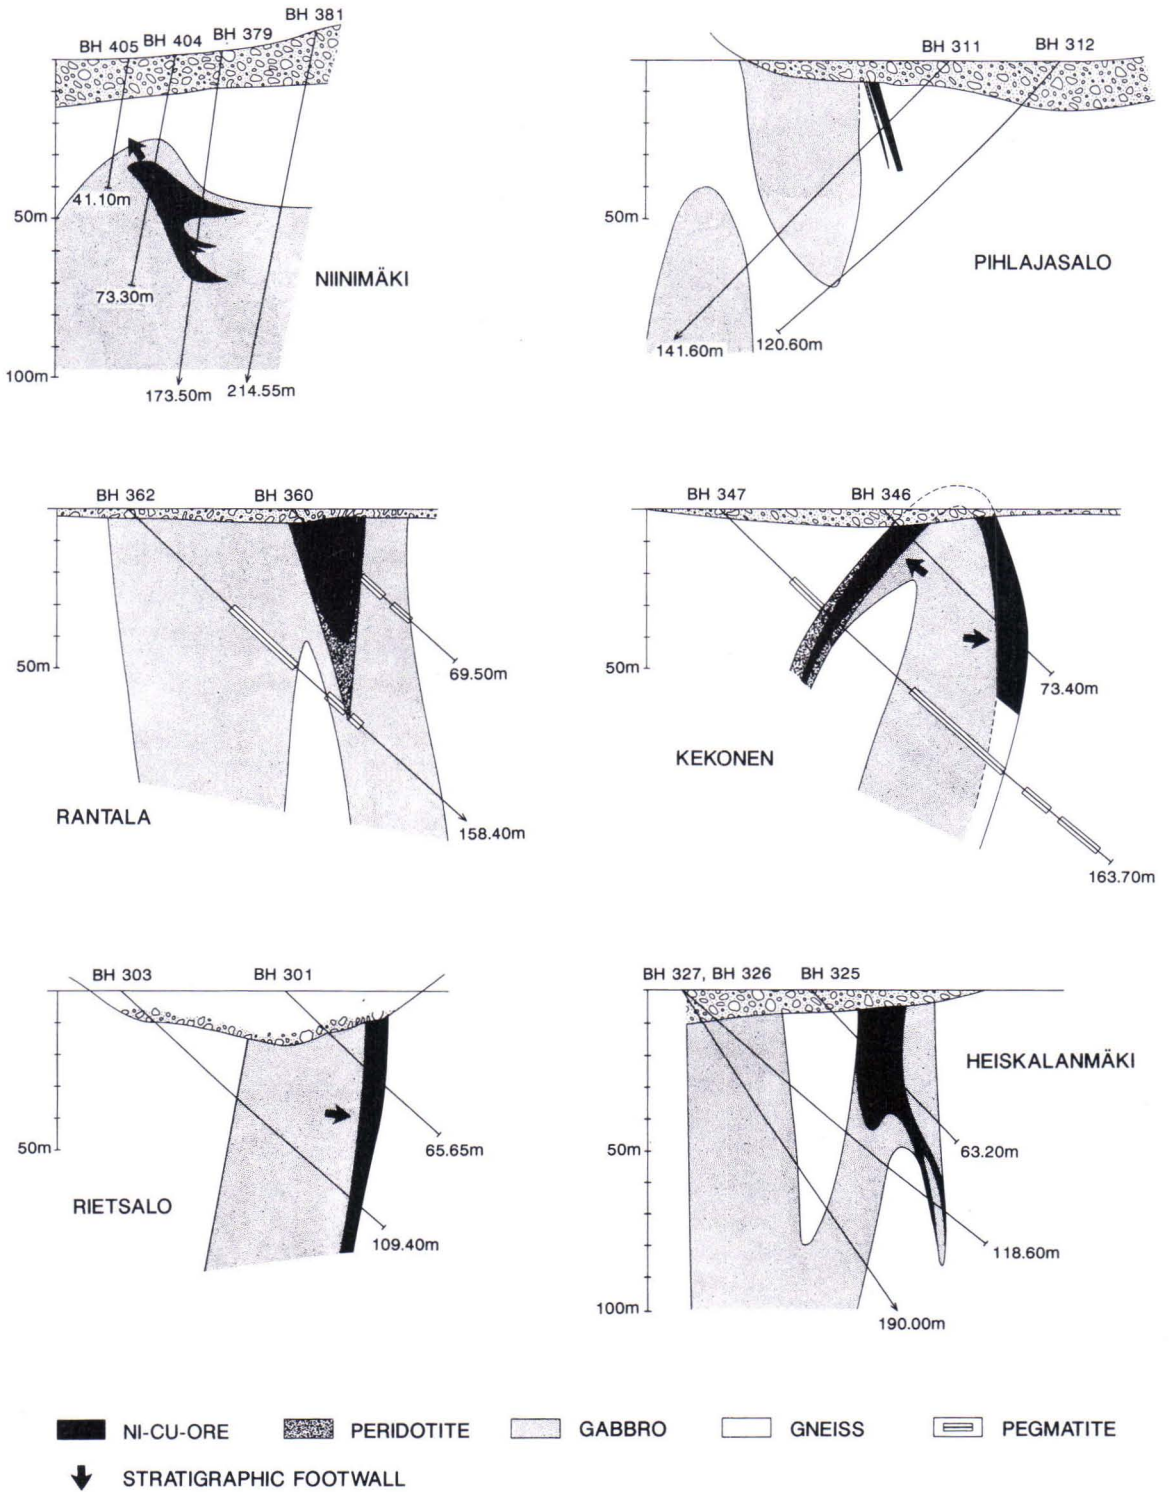 BH 405 BH 404 BH 379 BH 381
50m
100m
41.10m
73.30m
173.50m
214.55m
NIINIMÄKI
BH 311 BH 312
50m
141.60m
120.60m
PIHLAJASALO
BH 362 BH 360
50m
69.50m
158.40m
RANTALA
BH 347 BH 346
50m
73.40m
163.70m
KEKONEN
BH 303 BH 301
50m
65.65m
109.40m
RIETSALO
BH 327, BH 326 BH 325
50m
100m
63.20m
118.60m
190.00m
HEISKALANMÄKI
NI-CU-ORE PERIDOTITE GABBRO GNEISS PEGMATITE
STRATIGRAPHIC FOOTWALL